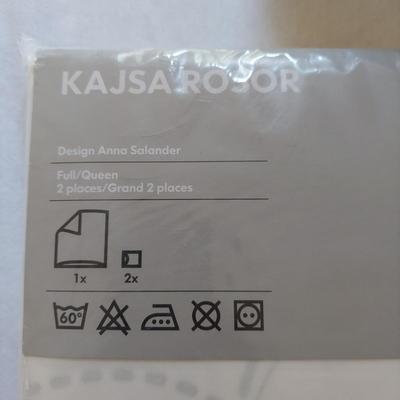 KAJSA ROSOR
Design Anna Salander
Full/Queen
2 places/Grand 2 places
1x 2x
60°